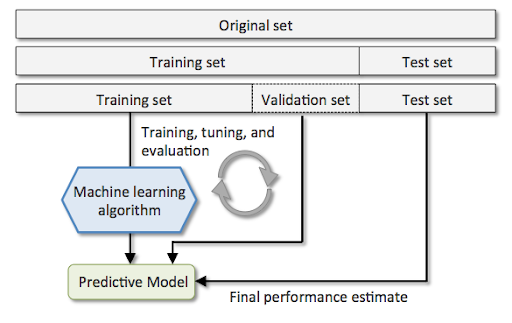 Original set
Training set Test set
Training set Validation set Test set
Training, tuning, and
evaluation
Machine learning
algorithm
Predictive Model
Final performance estimate